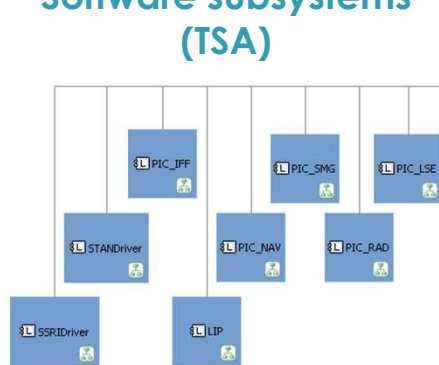 Software subsystems
(TSA)
L PIC_IFF
L PIC_SMG
L PIC_LSE
L STANDriver
L PIC_NAV
L PIC_RAD
L SSRIDriver
L LIP